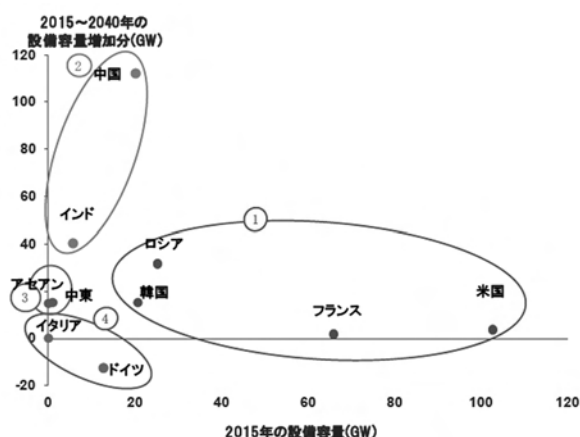 2015～2040年の
設備容量増加分(GW)
120
②
中国
100
80
60
インド
①
40
ロシア
アセアン
20
③
中東
韓国
米国
④
フランス
イタリア
0
ドイツ
-20
0
20
40
60
80
100
120
2015年の設備容量(GW)